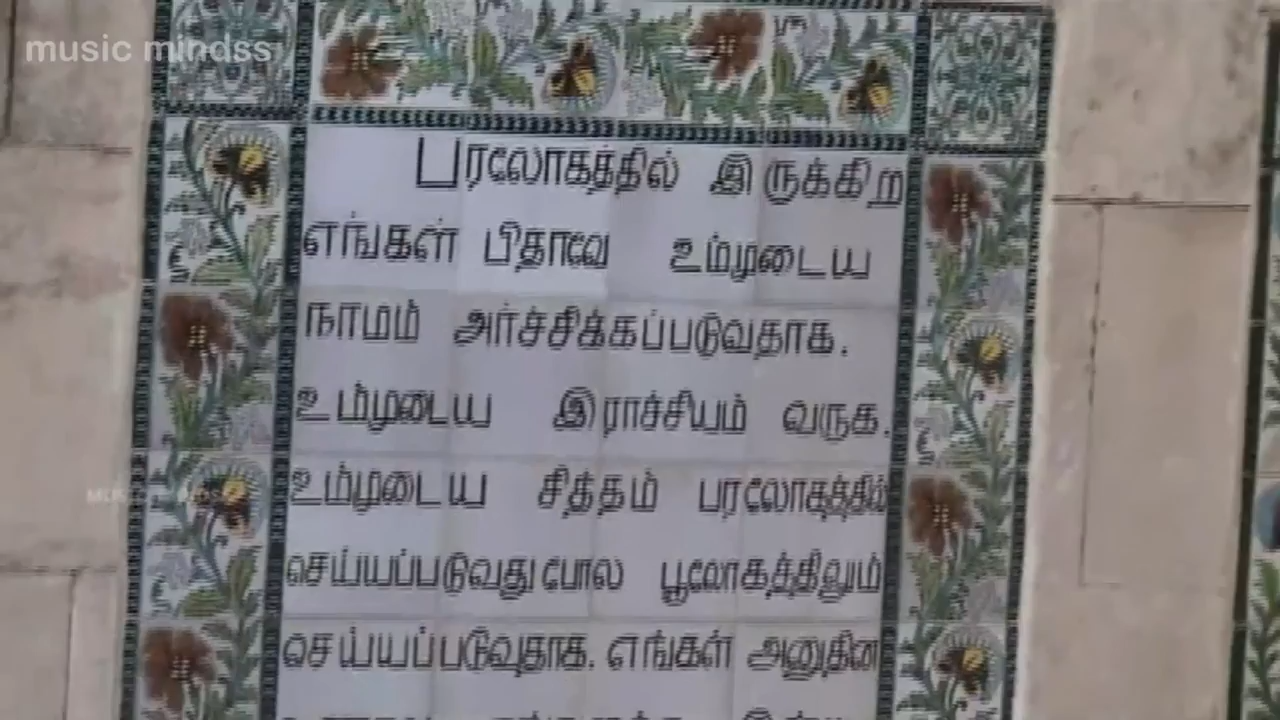 music mindss
பரலோகத்தில் இருக்கிற
எங்கள் பிதாவே உம்முடைய
நாமம் அர்ச்சிக்கப்படுவதாக.
உம்முடைய இராச்சியம் வருக.
உம்முடைய சித்தம் பரலோகத்தில்
செய்யப்படுவதுபோல பூலோகத்திலும்
செய்யப்படுவதாக. எங்கள் அனுதின